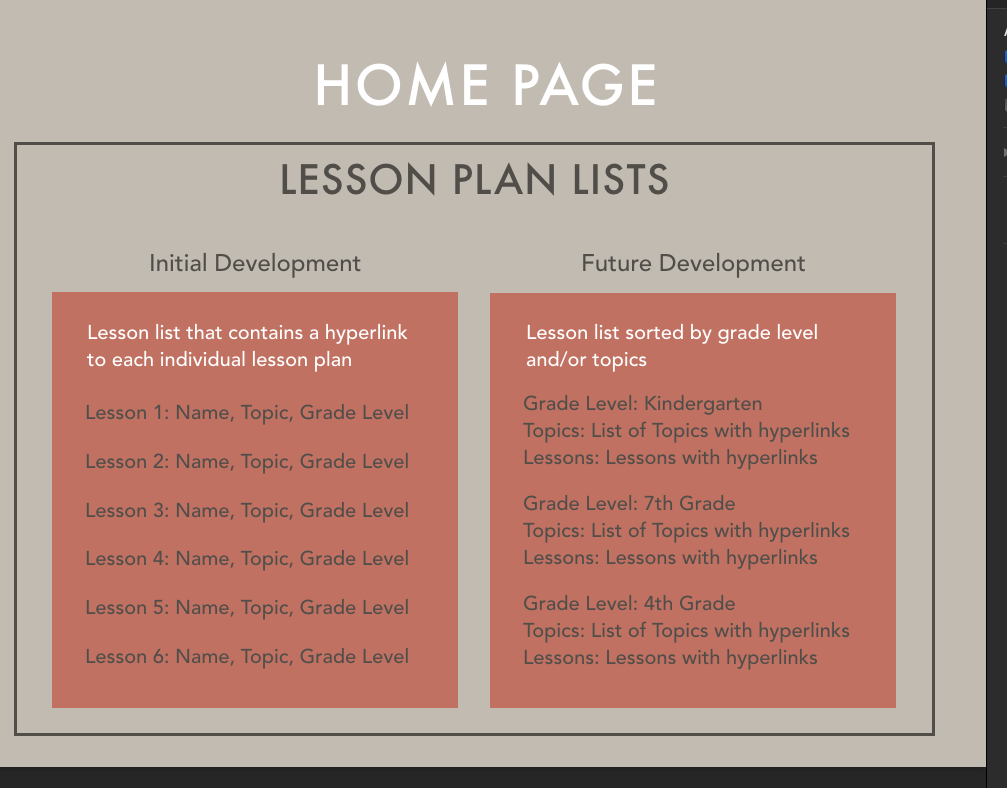 HOME PAGE
LESSON PLAN LISTS
Initial Development
Lesson list that contains a hyperlink
to each individual lesson plan
Lesson 1: Name, Topic, Grade Level
Lesson 2: Name, Topic, Grade Level
Lesson 3: Name, Topic, Grade Level
Lesson 4: Name, Topic, Grade Level
Lesson 5: Name, Topic, Grade Level
Lesson 6: Name, Topic, Grade Level
Future Development
Lesson list sorted by grade level
and/or topics
Grade Level: Kindergarten
Topics: List of Topics with hyperlinks
Lessons: Lessons with hyperlinks
Grade Level: 7th Grade
Topics: List of Topics with hyperlinks
Lessons: Lessons with hyperlinks
Grade Level: 4th Grade
Topics: List of Topics with hyperlinks
Lessons: Lessons with hyperlinks